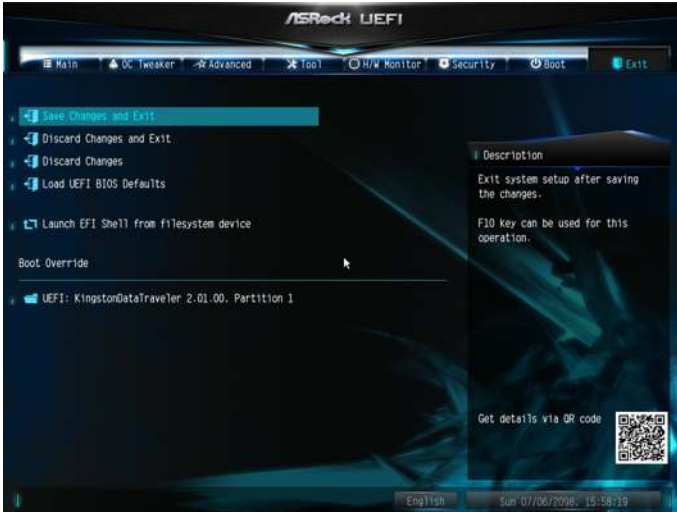 ASRock UEFI
Main OC Tweaker Advanced Tool H/W Monitor Security Boot Exit
Save Changes and Exit
Discard Changes and Exit
Discard Changes
Load UEFI BIOS Defaults
Launch EFI Shell from filesystem device
Boot Override
UEFI: KingstonDataTraveler 2.01.00, Partition 1
Description
Exit system setup after saving
the changes.
F10 key can be used for this
operation.
Get details via QR code
English Sun 07/06/2098, 15:58:19